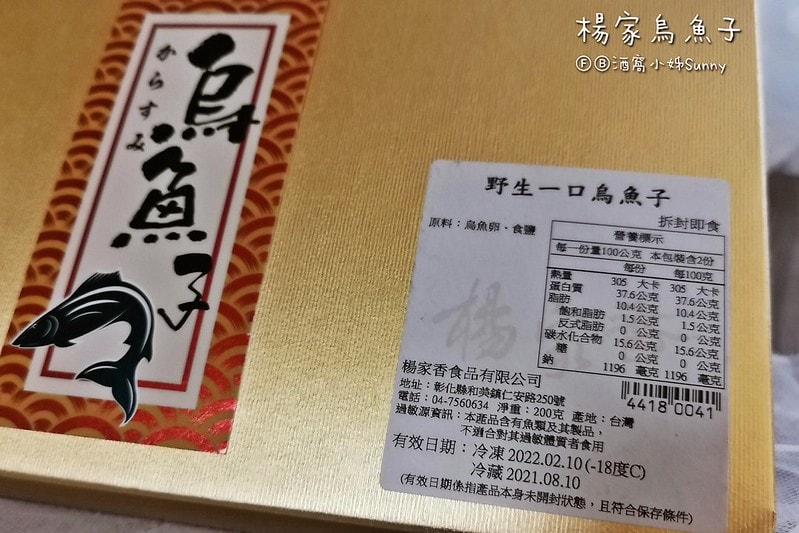 楊家烏魚子
ⒻⒷ酒窩小姊Sunny
烏魚子
からすみ
野生一口烏魚子
拆封即食
原料：烏魚卵、食鹽
營養標示
每一份量100公克 本包裝含2份
每份 每100克
熱量 305 大卡 305 大卡
蛋白質 37.6公克 37.6公克
脂肪 10.4公克 10.4公克
飽和脂肪 1.5公克 1.5公克
反式脂肪 0 公克 0 公克
碳水化合物 15.6公克 15.6公克
糖 0 公克 0 公克
鈉 1196 毫克 1196 毫克
楊家香食品有限公司
地址：彰化縣和美鎮仁安路250號
電話：04-7560634 淨重：200克 產地：台灣
過敏源資訊：本產品含有魚類及其製品，
不適合對其過敏體質者食用
4418 0041
有效日期：冷凍 2022.02.10 (-18度C)
冷藏 2021.08.10
(有效日期係指產品本身未開封狀態，且符合保存條件)